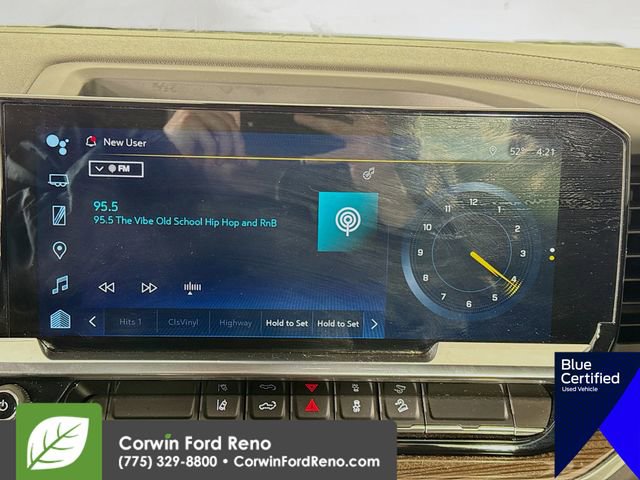 New User
52° 4:21
FM
95.5
95.5 The Vibe Old School Hip Hop and RnB
12
1
2
3
4
5
6
7
8
9
10
11
Hits 1 ClsVinyl Highway Hold to Set Hold to Set
Blue
Certified
Used Vehicle
Corwin Ford Reno
(775) 329-8800 • CorwinFordReno.com